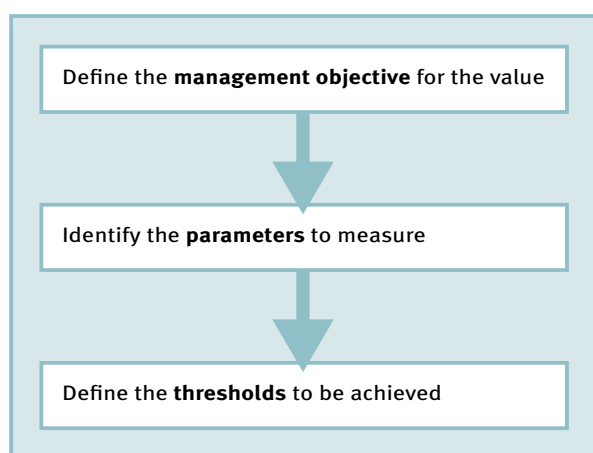 Define the management objective for the value
Identify the parameters to measure
Define the thresholds to be achieved